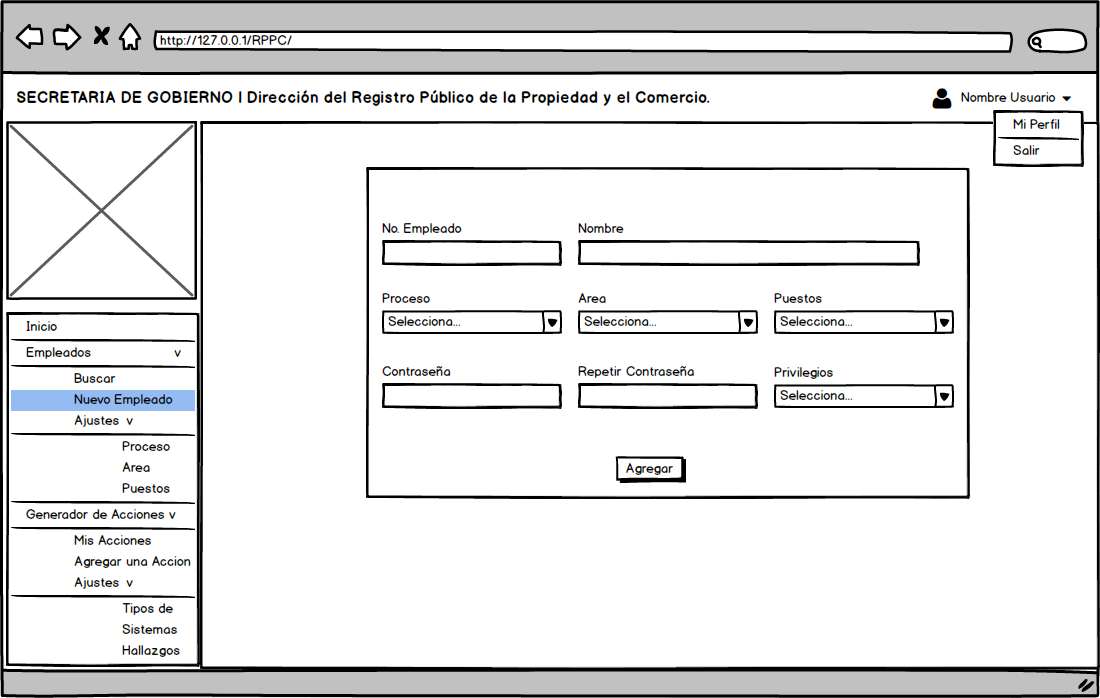 http://127.0.0.1/RPPC/
SECRETARIA DE GOBIERNO | Dirección del Registro Público de la Propiedad y el Comercio.
Nombre Usuario
Mi Perfil
Salir
No. Empleado Nombre
Proceso Area Puestos
Selecciona... Selecciona... Selecciona...
Contraseña Repetir Contraseña Privilegios
Selecciona...
Agregar
Inicio
Empleados v
Buscar
Nuevo Empleado
Ajustes v
Proceso
Area
Puestos
Generador de Acciones v
Mis Acciones
Agregar una Accion
Ajustes v
Tipos de
Sistemas
Hallazgos